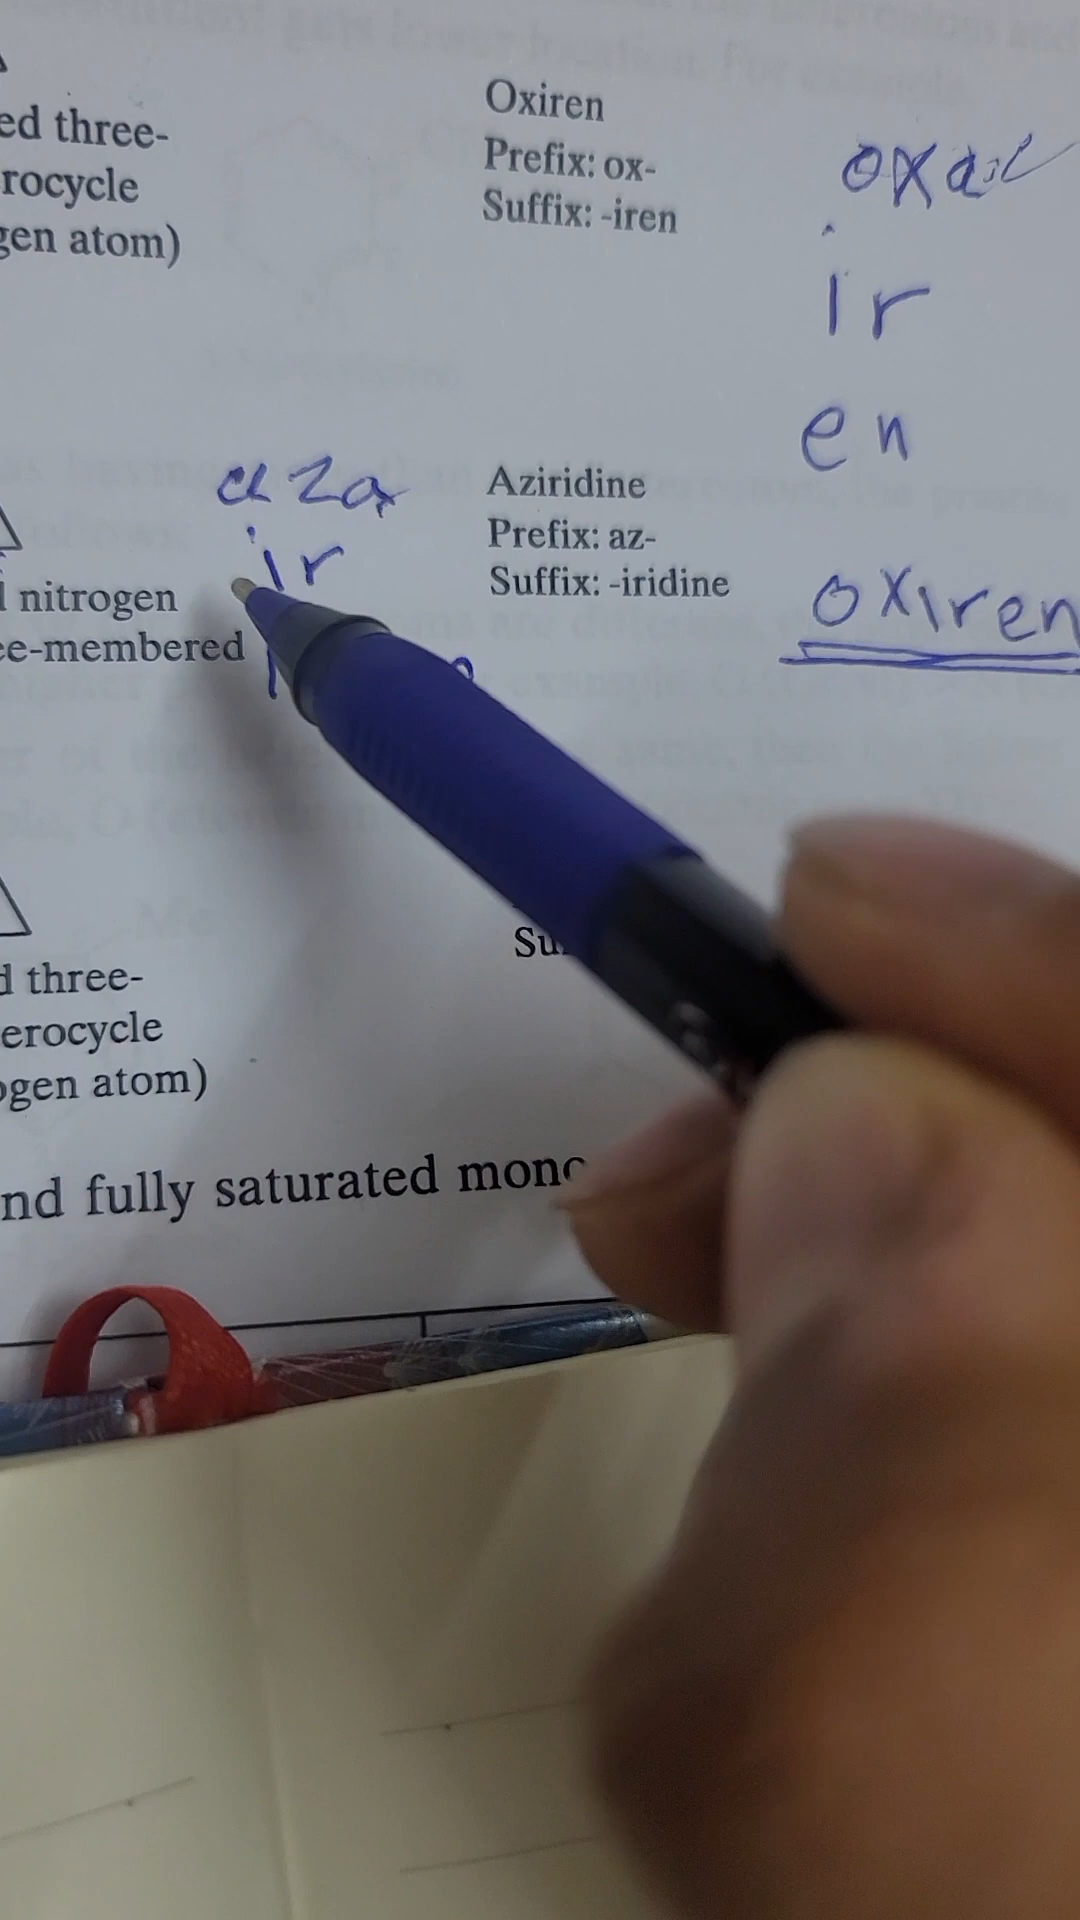 Oxiren
ed three-
Prefix: ox-
rocycle
Suffix: -iren
gen atom)
oxa
ir
en
oxiren
aza
ir
Aziridine
Prefix: az-
nitrogen
Suffix: -iridine
e-membered
d three-
erocycle
gen atom)
nd fully saturated mono